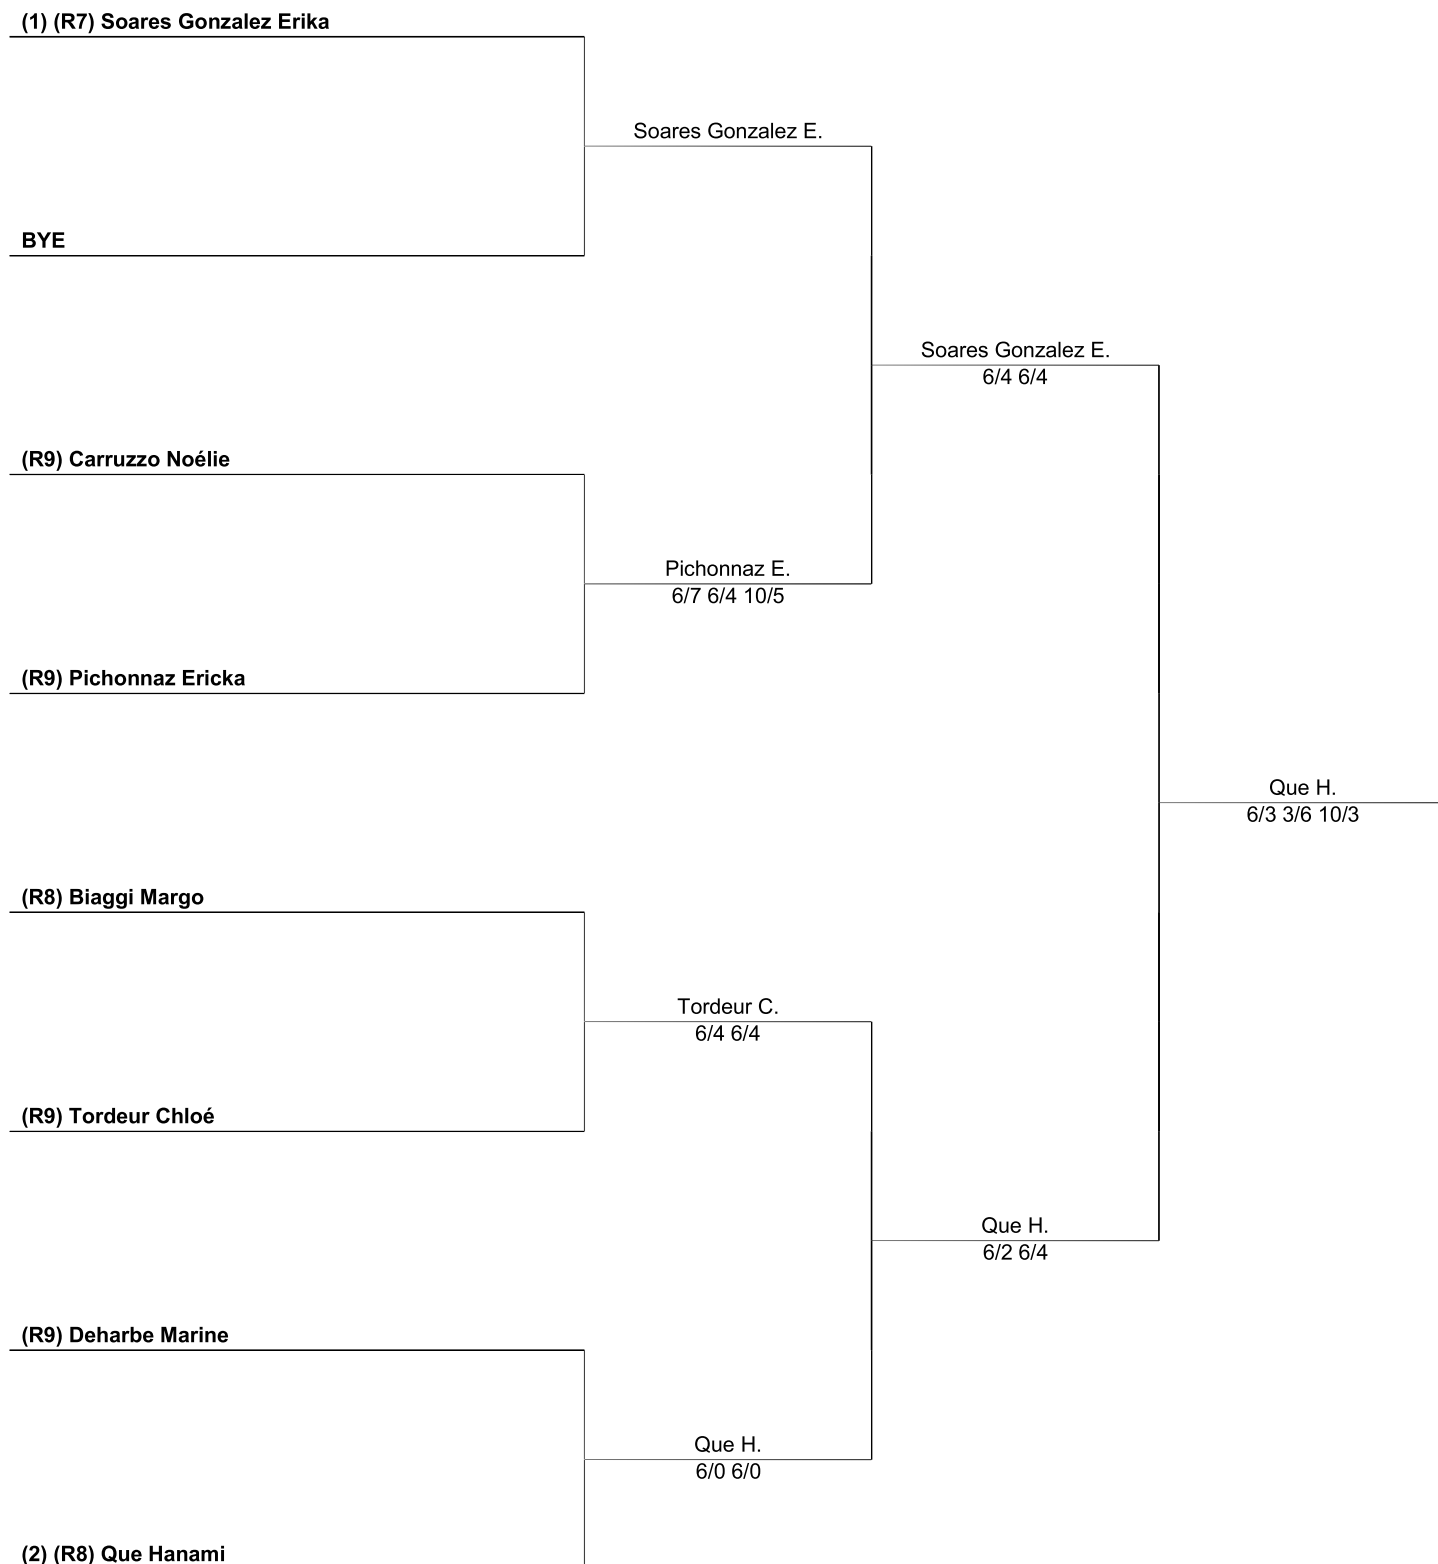 (1) (R7) Soares Gonzalez Erika
Soares Gonzalez E.
BYE
Soares Gonzalez E.
6/4 6/4
(R9) Carruzzo Noélie
Pichonnaz E.
6/7 6/4 10/5
(R9) Pichonnaz Ericka
Que H.
6/3 3/6 10/3
(R8) Biaggi Margo
Tordeur C.
6/4 6/4
(R9) Tordeur Chloé
Que H.
6/2 6/4
(R9) Deharbe Marine
Que H.
6/0 6/0
(2) (R8) Que Hanami